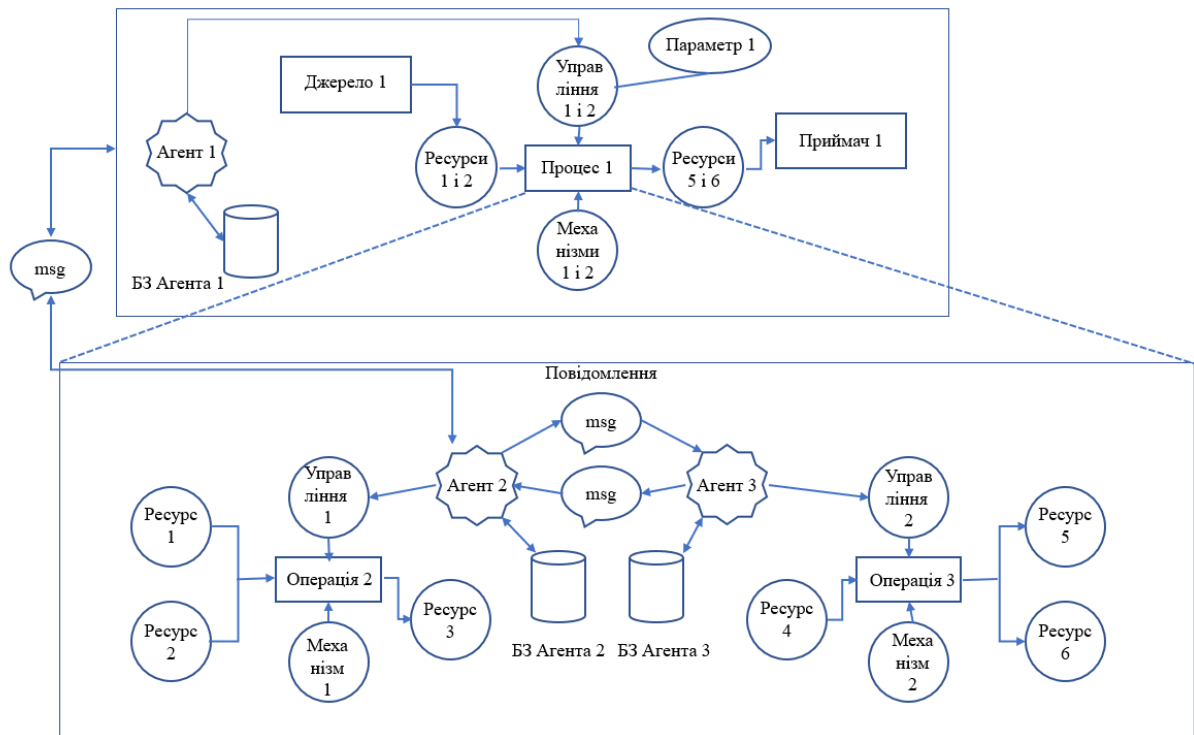 Управ
ління
1 і 2
Параметр 1
Джерело 1
Агент 1
Ресурси
1 і 2
Процес 1
Ресурси
5 і 6
Приймач 1
Меха
нізми
1 і 2
msg
БЗ Агента 1
Повідомлення
msg
Управ
ління
1
Агент 2
msg
Агент 3
Управ
ління
2
Ресурс
1
Ресурс
5
Операція 2
Операція 3
Ресурс
2
Ресурс
3
Ресурс
4
Ресурс
6
Меха
нізм
1
БЗ Агента 2
БЗ Агента 3
Меха
нізм
2